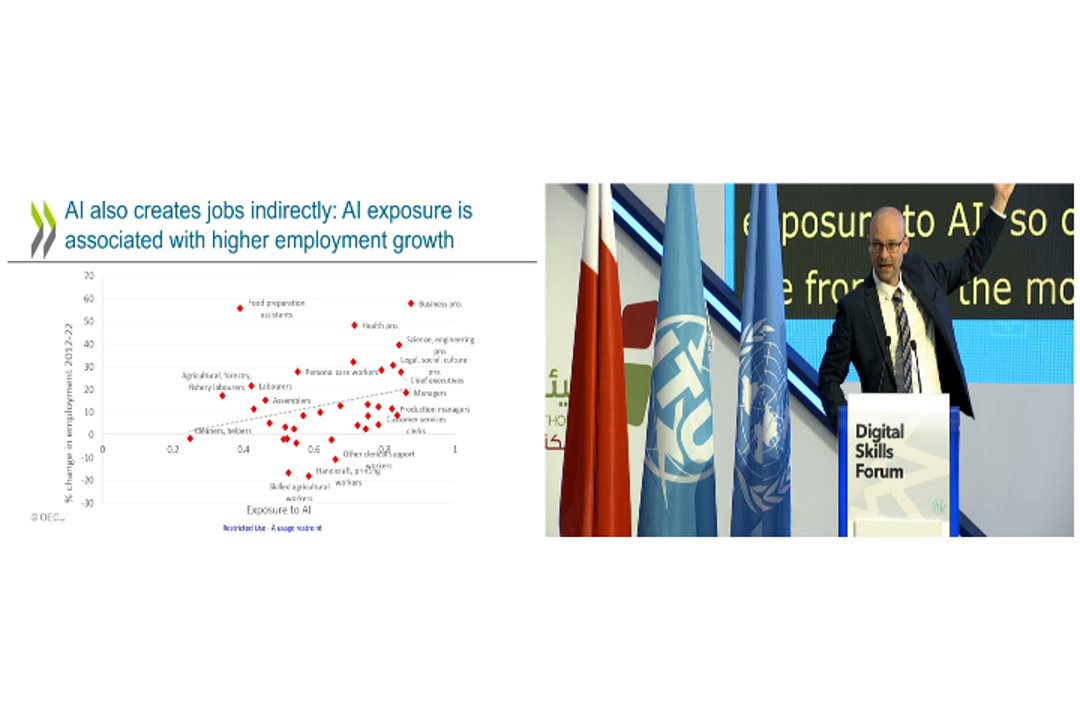 AI also creates jobs indirectly: AI exposure is
associated with higher employment growth
% change in employment 2012-22
70
60
50
40
30
20
10
0
-10
-20
-30
0
0.2
0.4
0.6
0.8
1
Food preparation
assistants
Business pro.
Health pro.
Science, engineering
pro.
Legal, social, cultural
pro.
Personal care workers
Chief executives
Agricultural, forestry,
fishery labourers
Labourers
Managers
Assemblers
Production managers
Customer services
clerks
Cleaners, helpers
Other clerical support
workers
Handicraft, printing
workers
Skilled agricultural
workers
Exposure to AI
Restricted Use - À usage restreint
© OEC..
exposure to AI, so
the mo
ITU
Digital
Skills
Forum